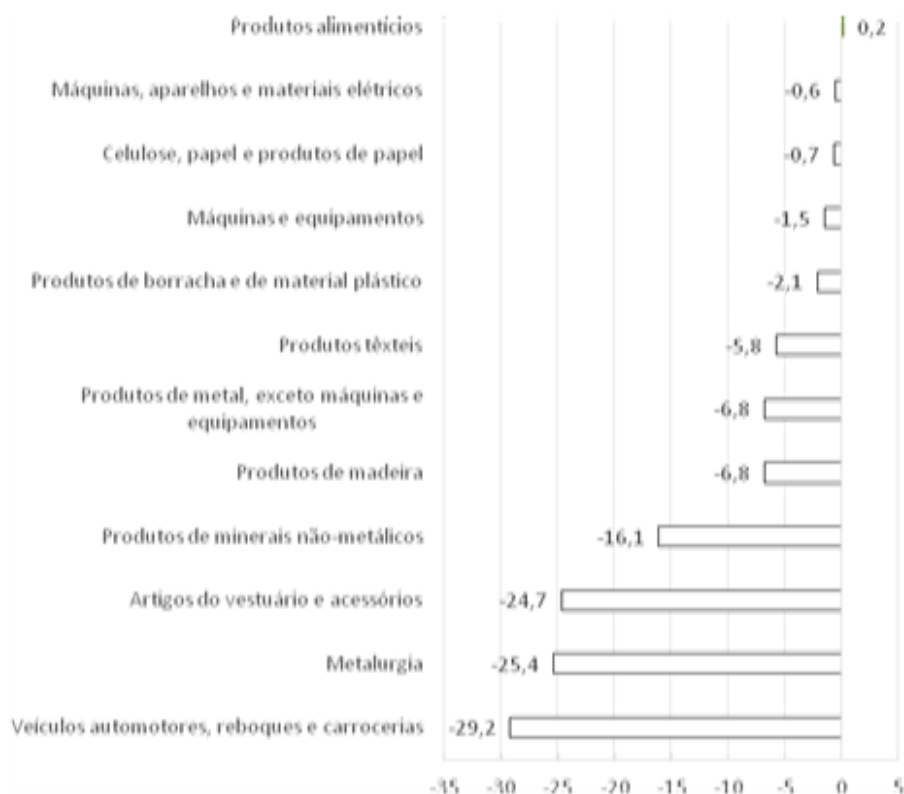 Produtos alimentícios 0,2
Máquinas, aparelhos e materiais elétricos -0,6
Celulose, papel e produtos de papel -0,7
Máquinas e equipamentos -1,5
Produtos de borracha e de material plástico -2,1
Produtos têxteis -5,8
Produtos de metal, exceto máquinas e
equipamentos -6,8
Produtos de madeira -6,8
Produtos de minerais não-metálicos -16,1
Artigos do vestuário e acessórios -24,7
Metalurgia -25,4
Veículos automotores, reboques e carrocerias -29,2
-35 -30 -25 -20 -15 -10 -5 0 5